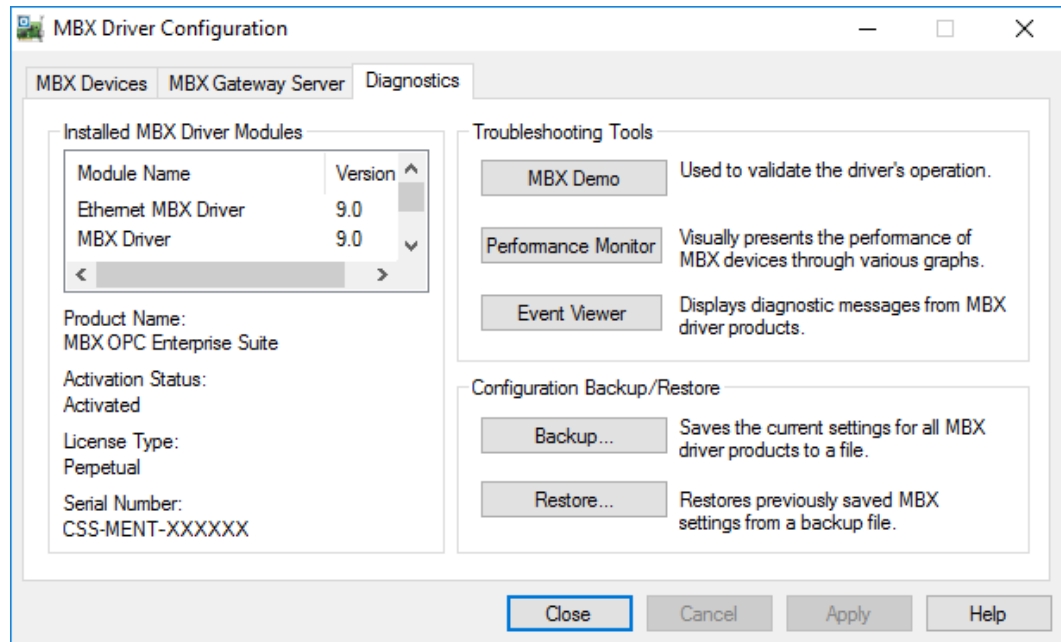 MBX Driver Configuration
MBX Devices MBX Gateway Server Diagnostics
Installed MBX Driver Modules
Module Name Version
Ethernet MBX Driver 9.0
MBX Driver 9.0
Product Name:
MBX OPC Enterprise Suite
Activation Status:
Activated
License Type:
Perpetual
Serial Number:
CSS-MENT-XXXXXX
Troubleshooting Tools
MBX Demo
Used to validate the driver's operation.
Performance Monitor
Visually presents the performance of
MBX devices through various graphs.
Event Viewer
Displays diagnostic messages from MBX
driver products.
Configuration Backup/Restore
Backup...
Saves the current settings for all MBX
driver products to a file.
Restore...
Restores previously saved MBX
settings from a backup file.
Close Cancel Apply Help